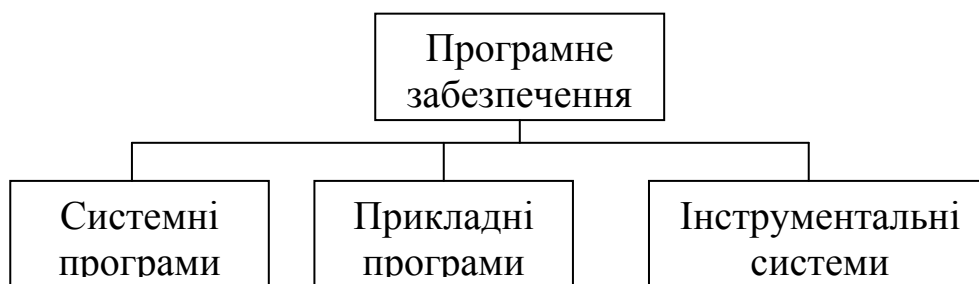 Програмне
забезпечення
Системні
програми
Прикладні
програми
Інструментальні
системи